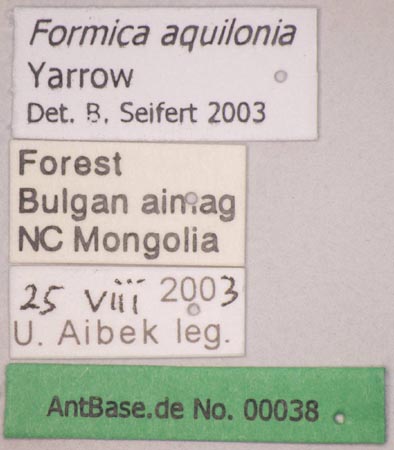 Formica aquilonia
Yarrow
Det. B. Seifert 2003
Forest
Bulgan aimag
NC Mongolia
25 viii 2003
U. Aibek leg.
AntBase.de No. 00038